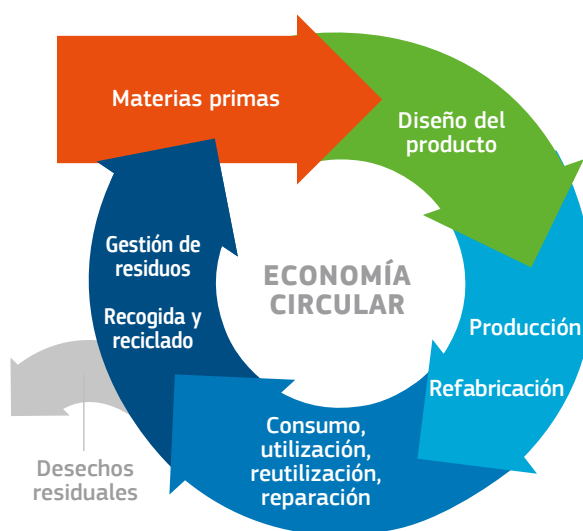 Materias primas
Diseño del
producto
Gestión de
residuos
Recogida y
reciclado
ECONOMÍA
CIRCULAR
Producción
Refabricación
Consumo,
utilización,
reutilización,
reparación
Desechos
residuales